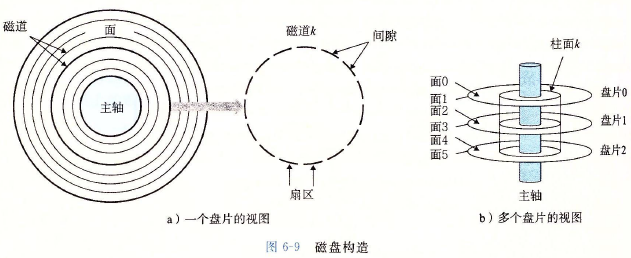 磁道
面
主轴
磁道k
间隙
扇区
a）一个盘片的视图
柱面k
面0
面1
面2
面3
面4
面5
盘片0
盘片1
盘片2
主轴
b）多个盘片的视图
图 6-9 磁盘构造